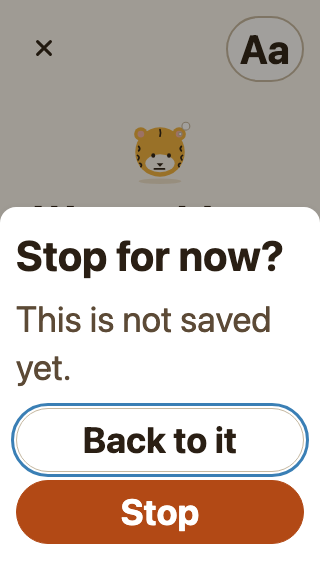 Aa
Stop for now?
This is not saved
yet.
Back to it
Stop